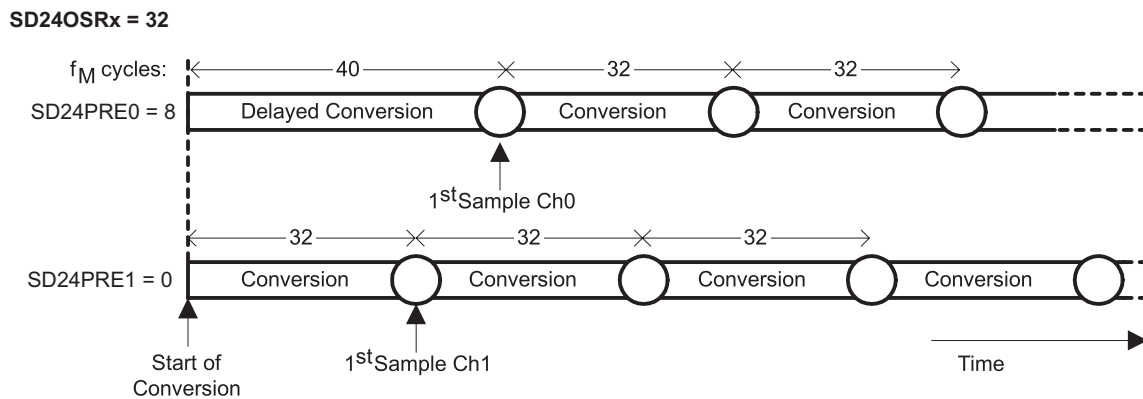 SD24OSRx = 32
fM cycles: 40 32 32
SD24PRE0 = 8 Delayed Conversion Conversion Conversion
1st Sample Ch0
32 32 32
SD24PRE1 = 0 Conversion Conversion Conversion Conversion
Start of
Conversion
1st Sample Ch1
Time